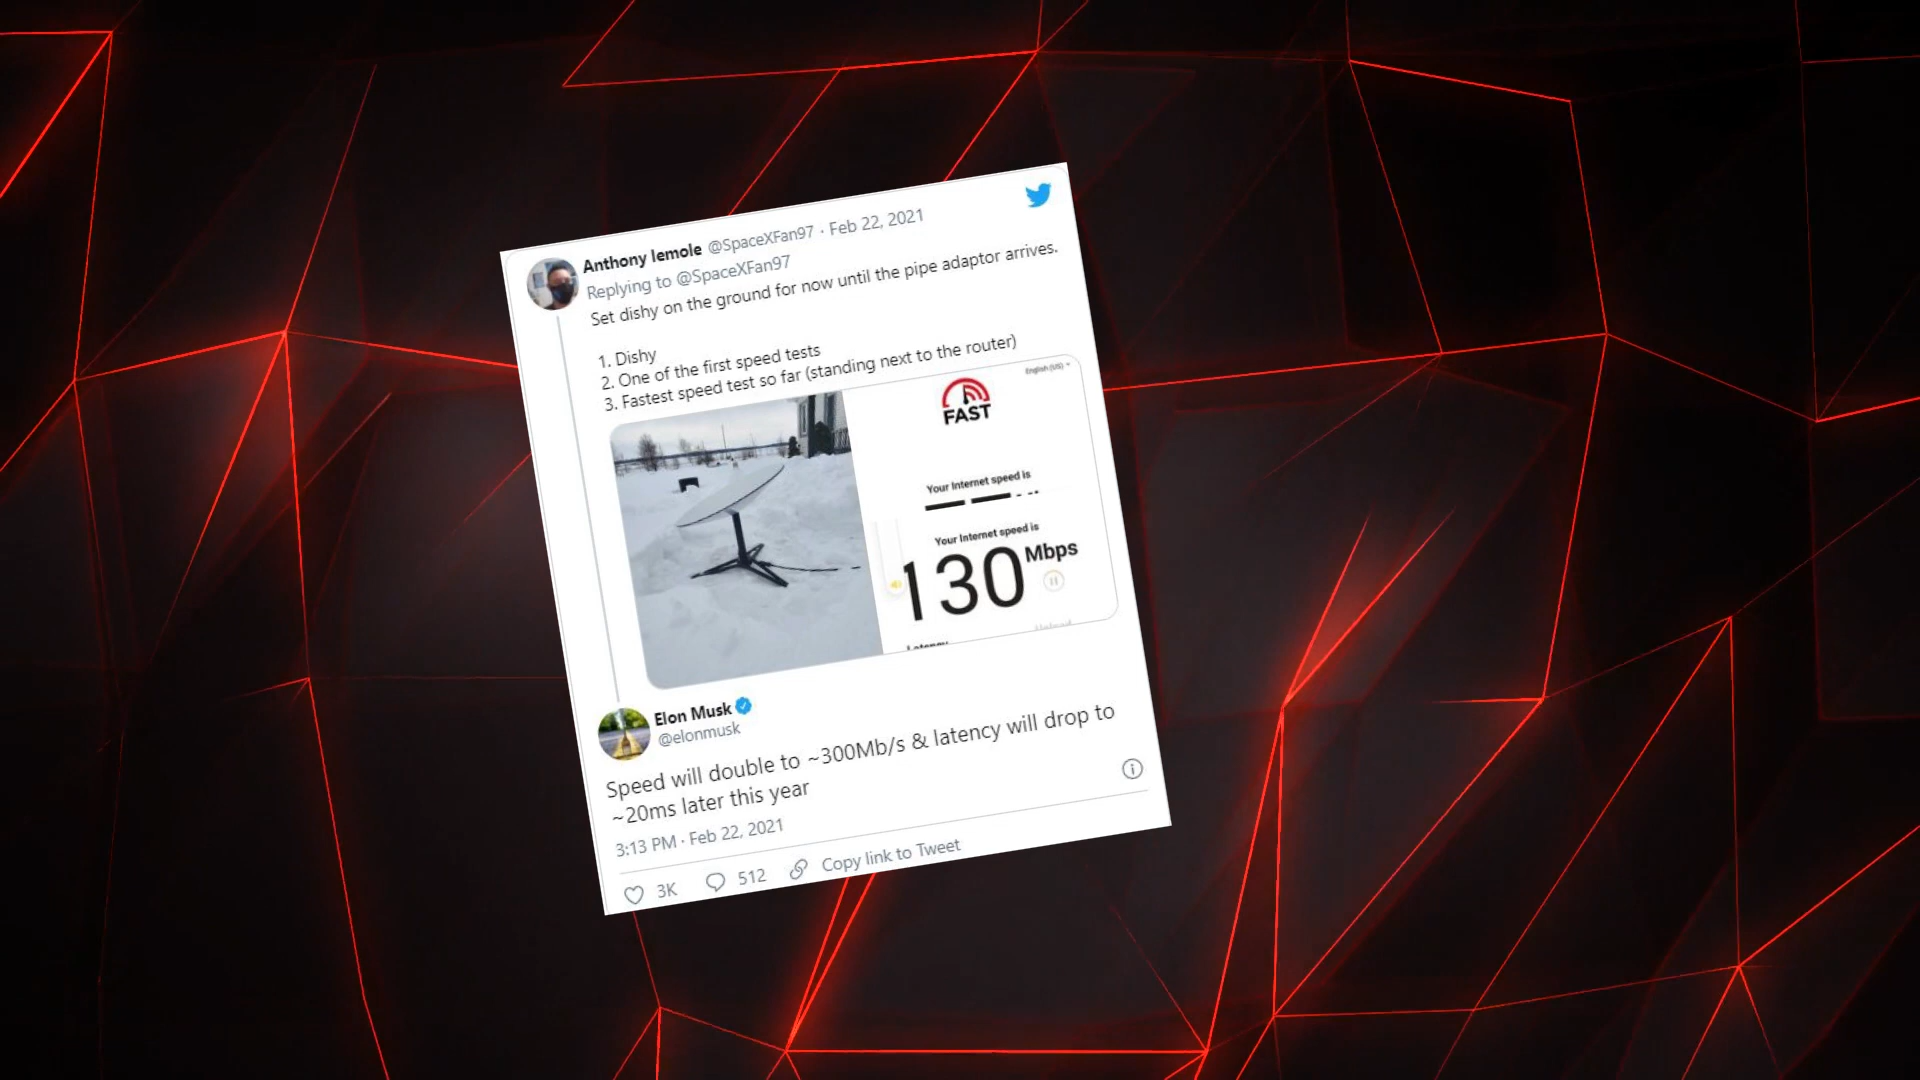 Anthony Iemole @SpaceXFan97 · Feb 22, 2021
Replying to @SpaceXFan97
Set dishy on the ground for now until the pipe adaptor arrives.
1. Dishy
2. One of the first speed tests
3. Fastest speed test so far (standing next to the router)
English (US)
FAST
Your Internet speed is
Your Internet speed is
130 Mbps
Latency
Upload
Elon Musk
@elonmusk
Speed will double to ~300Mb/s & latency will drop to
~20ms later this year
3:13 PM · Feb 22, 2021
3K 512 Copy link to Tweet